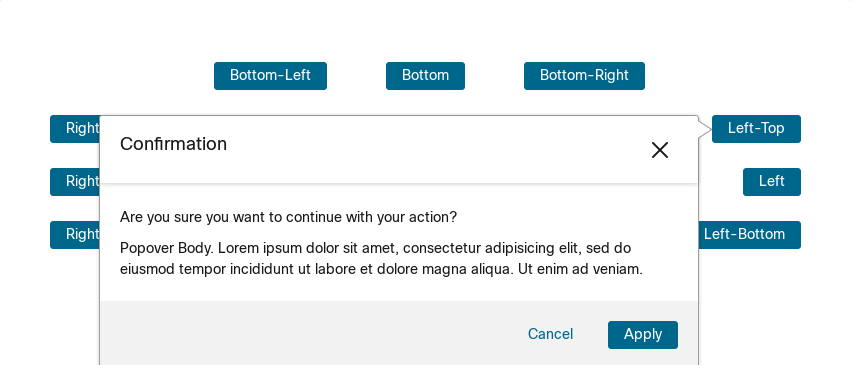 Bottom-Left Bottom Bottom-Right
Right Left-Top
Confirmation
Right Left
Are you sure you want to continue with your action?
Right Left-Bottom
Popover Body. Lorem ipsum dolor sit amet, consectetur adipisicing elit, sed do
eiusmod tempor incididunt ut labore et dolore magna aliqua. Ut enim ad veniam.
Cancel Apply